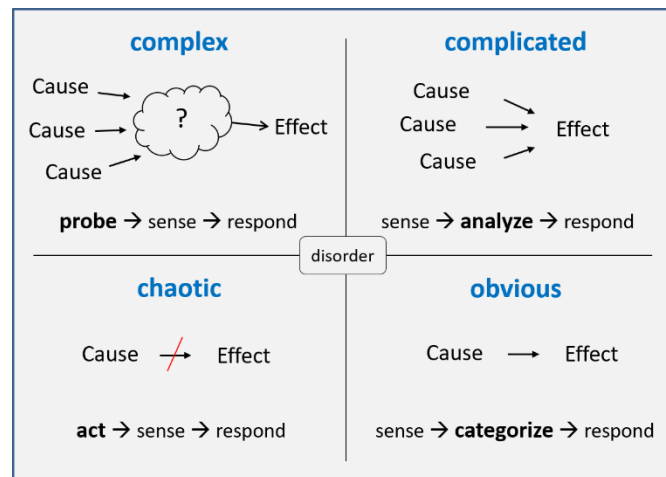 complex
Cause
Cause
Cause
?
Effect
probe → sense → respond
complicated
Cause
Cause
Cause
Effect
sense → analyze → respond
disorder
chaotic
Cause
Effect
act → sense → respond
obvious
Cause
Effect
sense → categorize → respond